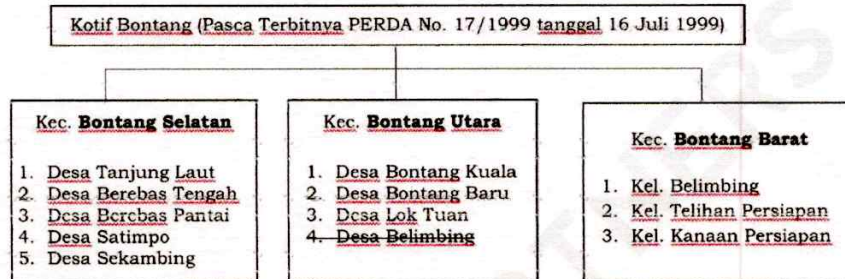 Kotif Bontang (Pasca Terbitnya PERDA No. 17/1999 tanggal 16 Juli 1999)
Kec. Bontang Selatan
1. Desa Tanjung Laut
2. Desa Berebas Tengah
3. Desa Berebas Pantai
4. Desa Satimpo
5. Desa Sekambing
Kec. Bontang Utara
1. Desa Bontang Kuala
2. Desa Bontang Baru
3. Desa Lok Tuan
4. Desa Belimbing
Kec. Bontang Barat
1. Kel. Belimbing
2. Kel. Telihan Persiapan
3. Kel. Kanaan Persiapan